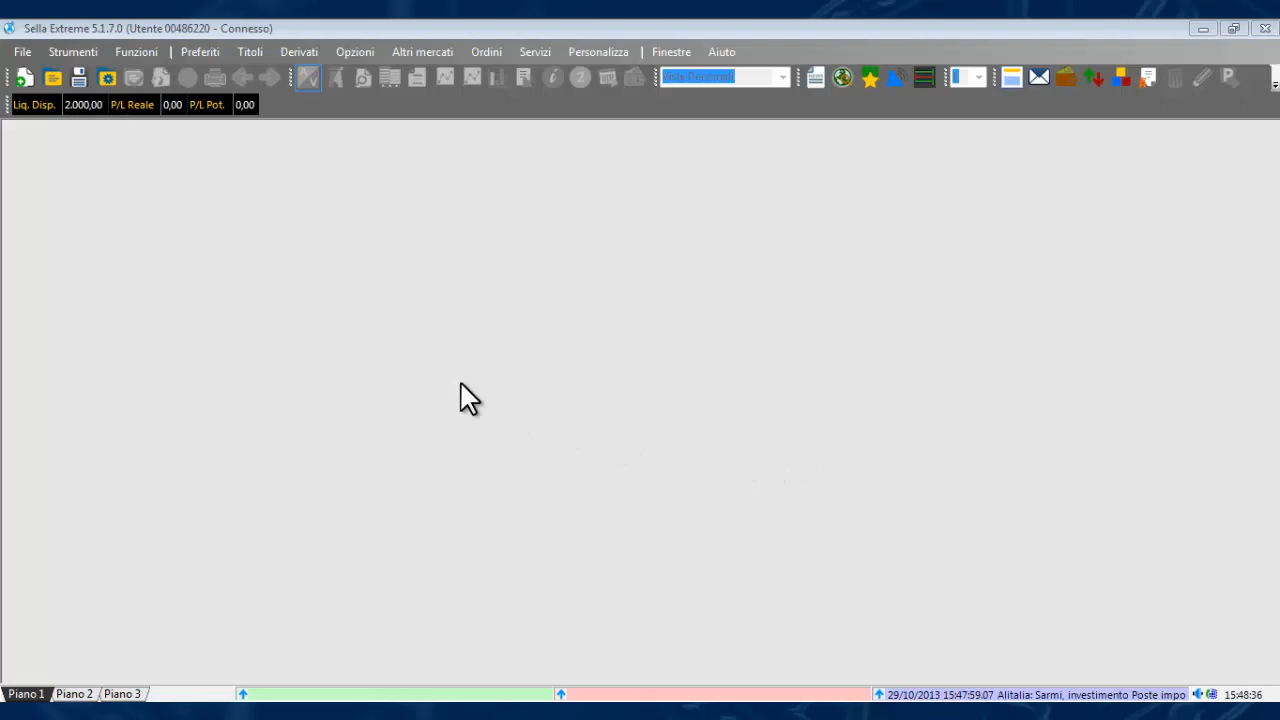 Sella Extreme 5.1.7.0 (Utente 00486220 - Connesso)
File Strumenti Funzioni Preferiti Titoli Derivati Opzioni Altri mercati Ordini Servizi Personalizza Finestre Aiuto
2 P
Liq. Disp. 2.000,00 P/L Reale 0,00 P/L Pot. 0,00
Piano 1 Piano 2 Piano 3 29/10/2013 15:47:59.07 Alitalia: Sarmi, investimento Poste impo 15:48:36